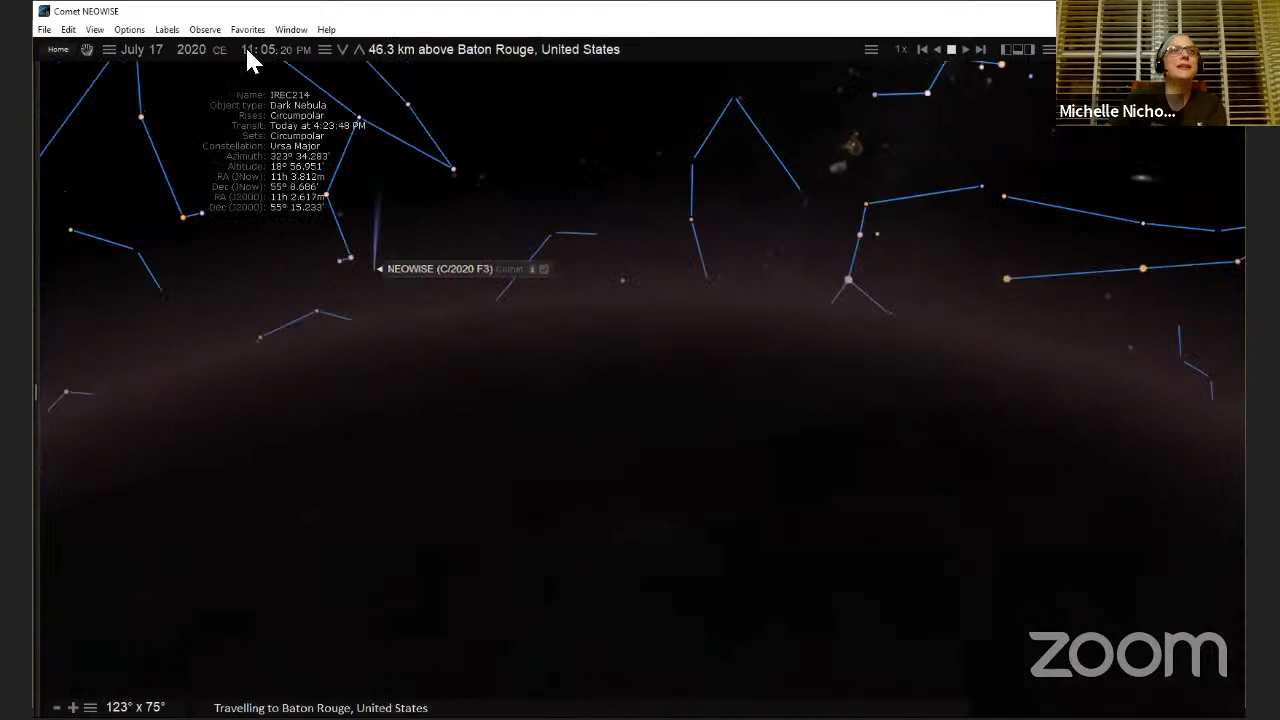 Comet NEOWISE
File Edit View Options Labels Observe Favorites Window Help
Home July 17 2020 CE 11:05:20 PM 46.3 km above Baton Rouge, United States 1x
Michelle Nicho...
Name: IREC214
Object type: Dark Nebula
Rises: Circumpolar
Transit: Today at 4:23:48 PM
Sets: Circumpolar
Constellation: Ursa Major
Azimuth: 323° 34.283'
Altitude: 18° 56.951'
RA (JNow): 11h 3.812m
Dec (JNow): 55° 8.686'
RA (J2000): 11h 2.617m
Dec (J2000): 55° 15.233'
NEOWISE (C/2020 F3) Comet
zoom
123° x 75° Travelling to Baton Rouge, United States